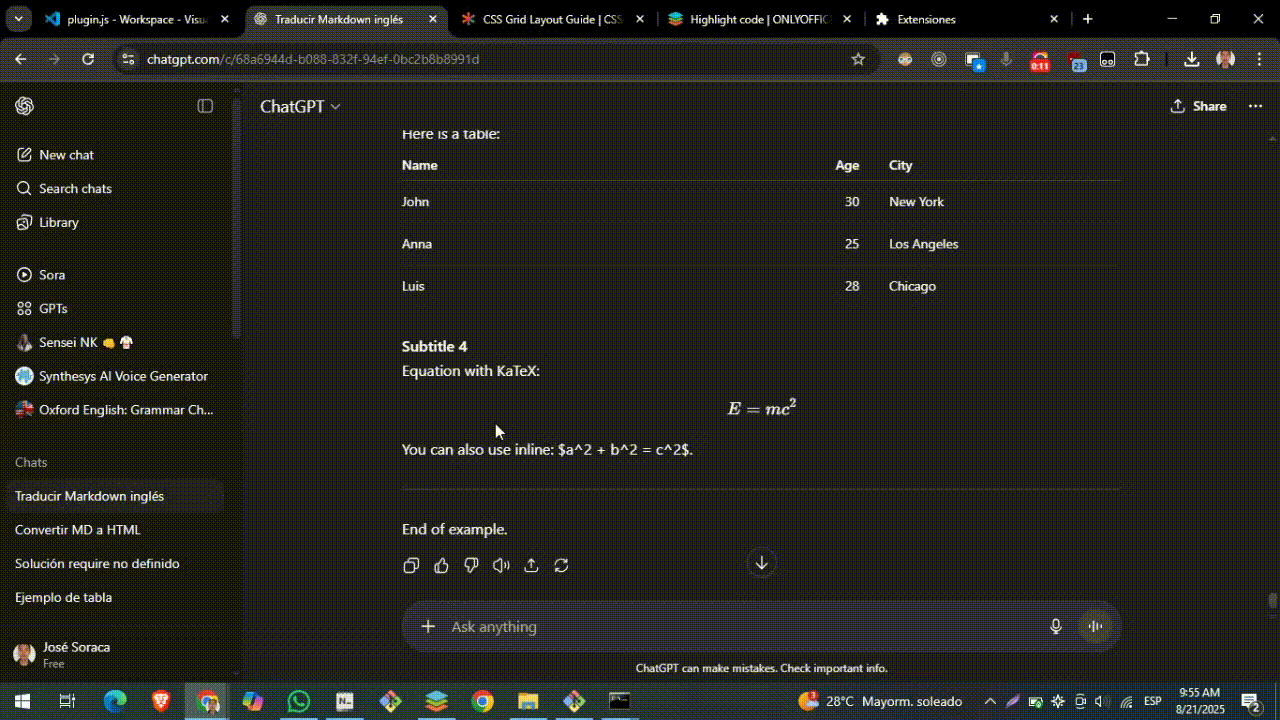 plugin.js - Workspace - Visu
Traducir Markdown inglés
CSS Grid Layout Guide | CSS
Highlight code | ONLYOFFIC
Extensiones
chatgpt.com/c/68a6944d-b088-832f-94ef-0bc2b8b8991d
0:11
23
ChatGPT
Share
New chat
Search chats
Library
Sora
GPTs
Sensei NK
Synthesys AI Voice Generator
Oxford English: Grammar Ch...
Chats
Traducir Markdown inglés
Convertir MD a HTML
Solución require no definido
Ejemplo de tabla
José Soraca
Free
Here is a table:
Name Age City
John 30 New York
Anna 25 Los Angeles
Luis 28 Chicago
Subtitle 4
Equation with KaTeX:
E = mc²
You can also use inline: $a^2 + b^2 = c^2$.
End of example.
Ask anything
ChatGPT can make mistakes. Check important info.
28°C Mayorm. soleado
ESP
9:55 AM
8/21/2025
2